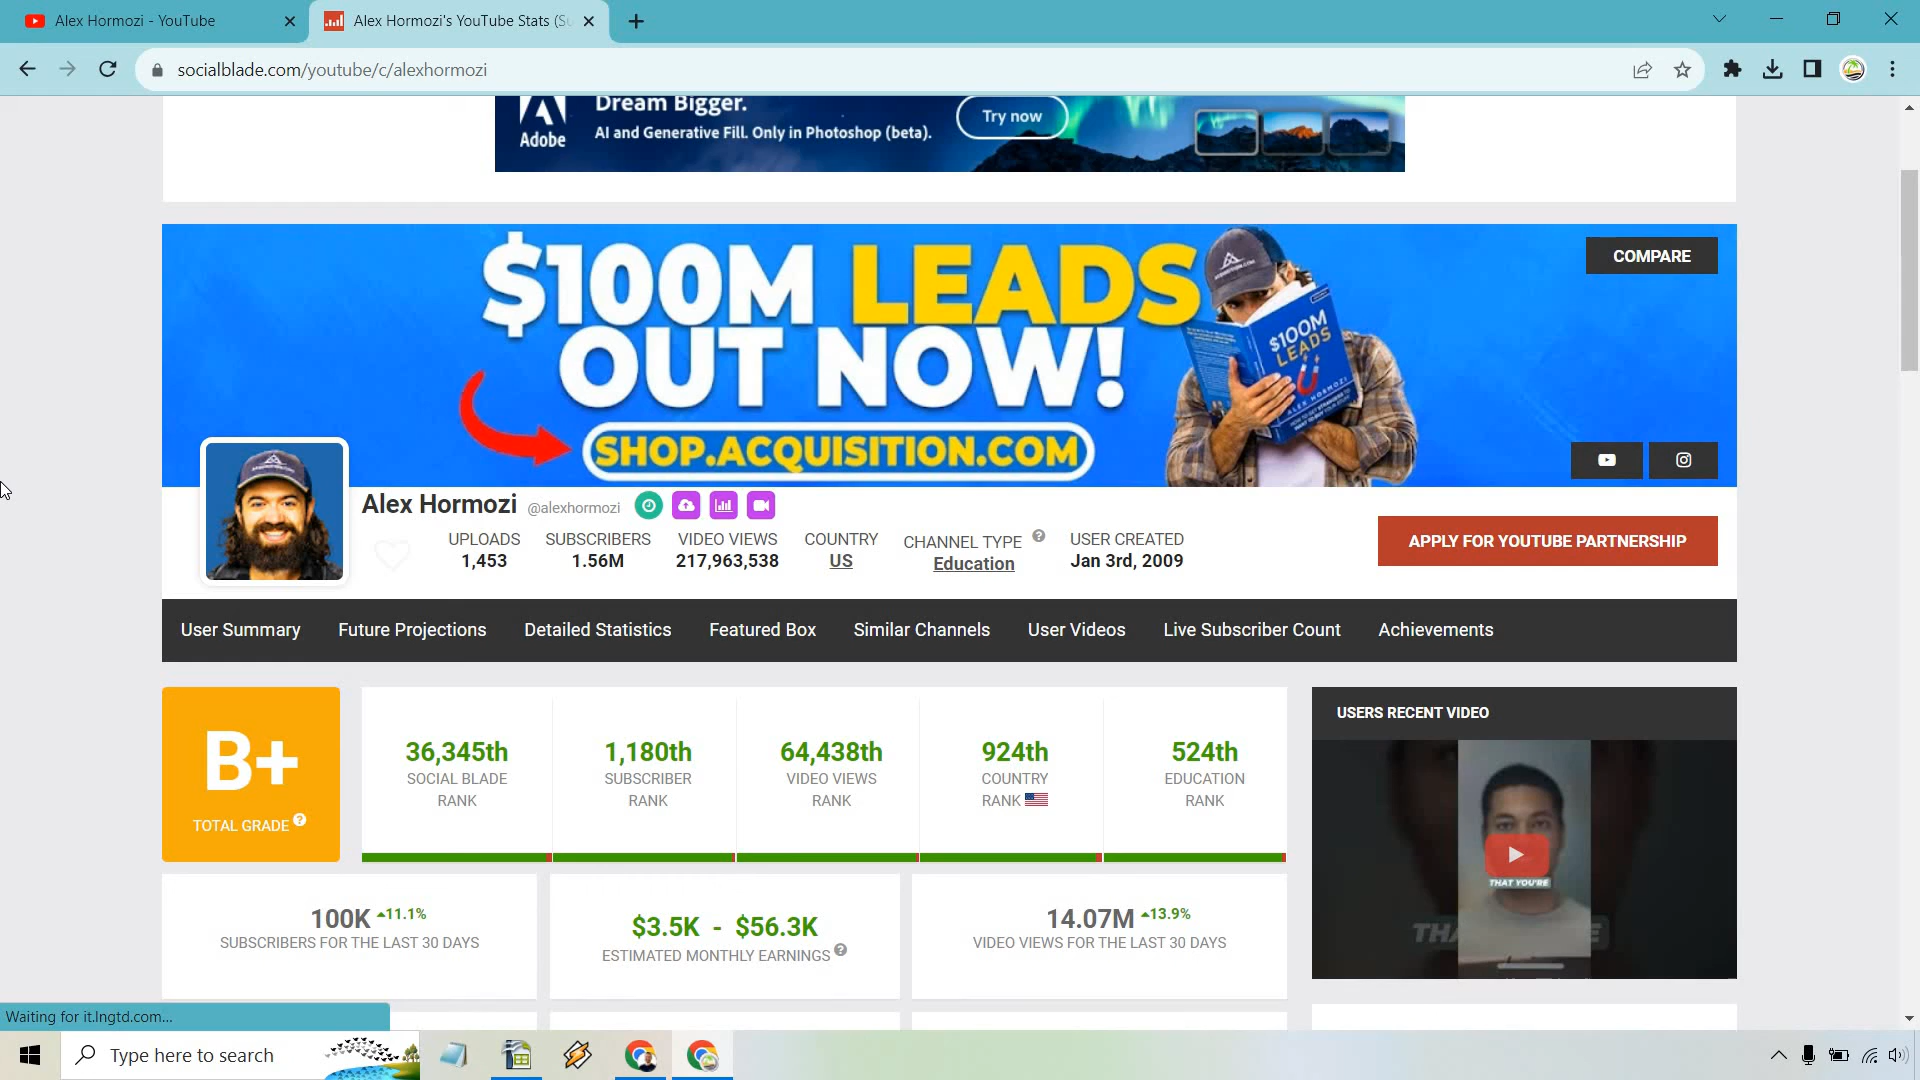 Alex Hormozi - YouTube
Alex Hormozi's YouTube Stats (Su
socialblade.com/youtube/c/alexhormozi
Adobe
Dream Bigger.
AI and Generative Fill. Only in Photoshop (beta).
Try now
$100M LEADS
OUT NOW!
SHOP.ACQUISITION.COM
$100M
LEADS
ALEX HORMOZI
COMPARE
Alex Hormozi @alexhormozi
UPLOADS
1,453
SUBSCRIBERS
1.56M
VIDEO VIEWS
217,963,538
COUNTRY
US
CHANNEL TYPE ?
Education
USER CREATED
Jan 3rd, 2009
APPLY FOR YOUTUBE PARTNERSHIP
User Summary
Future Projections
Detailed Statistics
Featured Box
Similar Channels
User Videos
Live Subscriber Count
Achievements
B+
TOTAL GRADE ?
36,345th
SOCIAL BLADE
RANK
1,180th
SUBSCRIBER
RANK
64,438th
VIDEO VIEWS
RANK
924th
COUNTRY
RANK
524th
EDUCATION
RANK
USERS RECENT VIDEO
THAT YOU'RE
100K 11.1%
SUBSCRIBERS FOR THE LAST 30 DAYS
$3.5K - $56.3K
ESTIMATED MONTHLY EARNINGS ?
14.07M 13.9%
VIDEO VIEWS FOR THE LAST 30 DAYS
Waiting for it.lngtd.com...
Type here to search